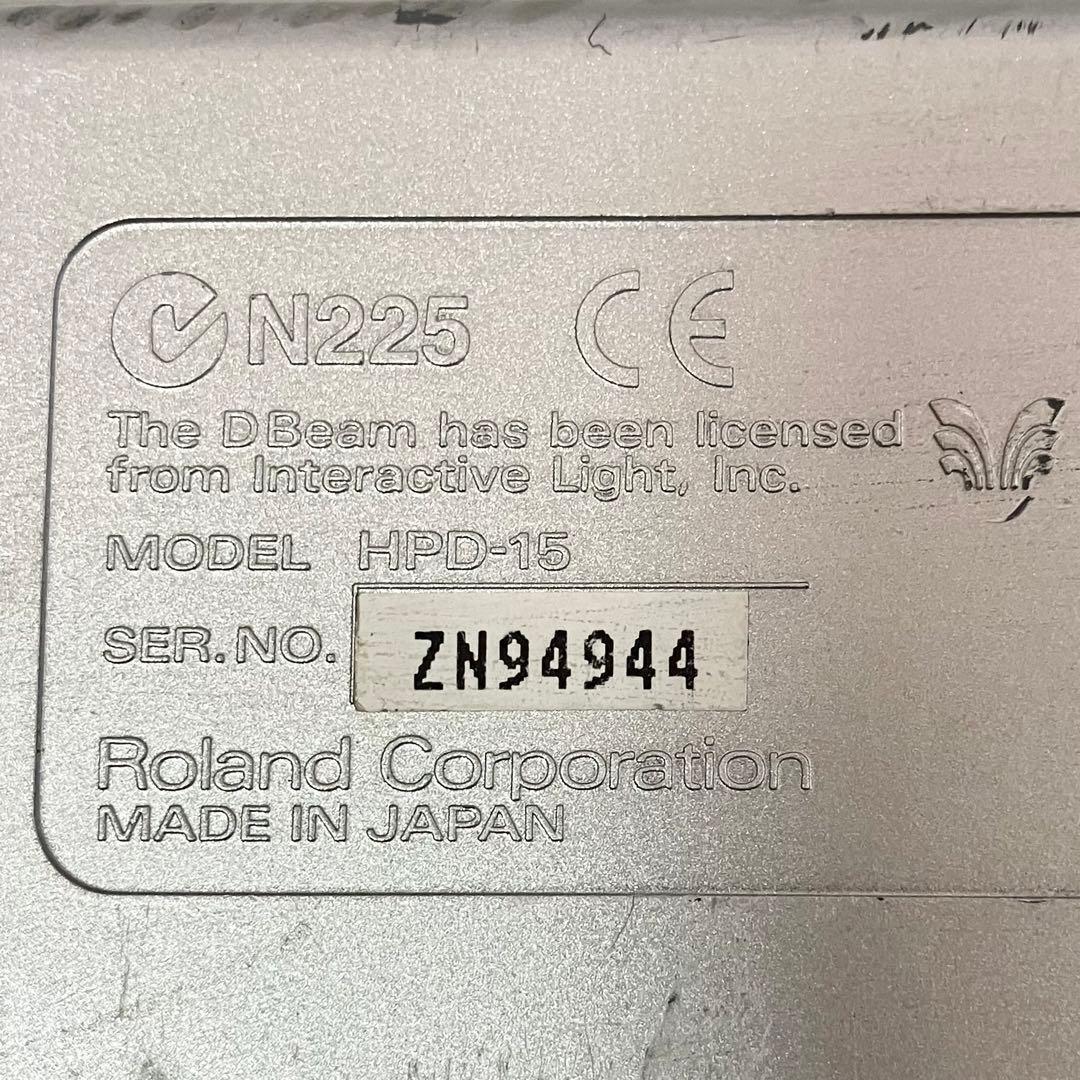 N225 CE
The D Beam has been licensed
from Interactive Light, Inc.
MODEL HPD-15
SER. NO. ZN94944
Roland Corporation
MADE IN JAPAN